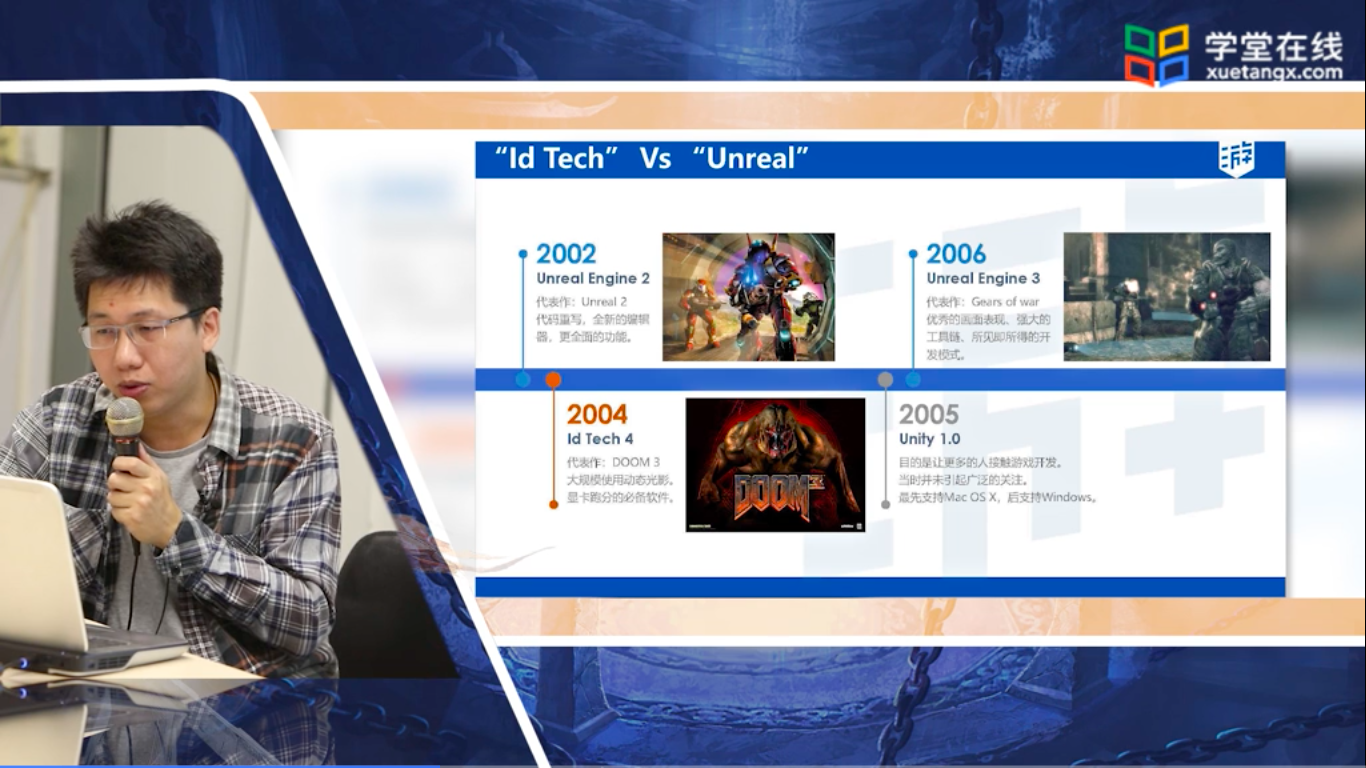 学堂在线
xuetangx.com
“Id Tech” Vs “Unreal”
游
2002
Unreal Engine 2
代表作：Unreal 2
代码重写，全新的编辑
器，更全面的功能。
2006
Unreal Engine 3
代表作：Gears of war
优秀的画面表现、强大的
工具链、所见即所得的开
发模式。
2004
Id Tech 4
代表作：DOOM 3
大规模使用动态光影。
显卡跑分的必备软件。
DOOM3
2005
Unity 1.0
目的是让更多的人接触游戏开发。
当时并未引起广泛的关注。
最先支持Mac OS X，后支持Windows。